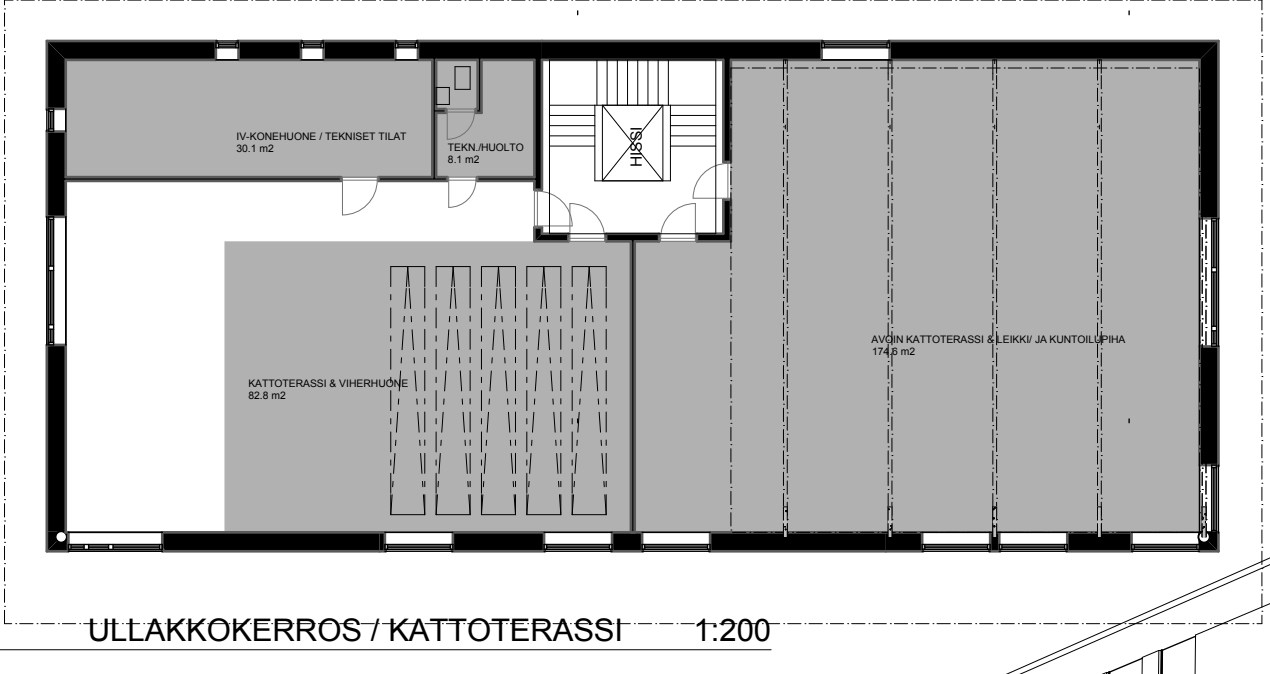 IV-KONEHUONE / TEKNISET TILAT
30.1 m2
TEKN./HUOLTO
8.1 m2
HISSI
AVOIN KATTOTERASSI & LEIKKI/ JA KUNTOILUPIHA
174.6 m2
KATTOTERASSI & VIHERHUONE
82.8 m2
ULLAKKOKERROS / KATTOTERASSI 1:200